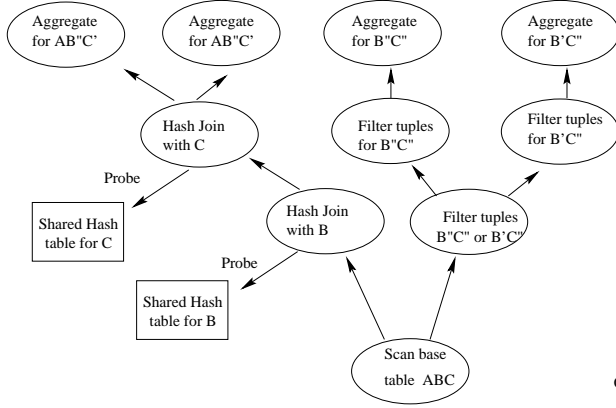 Aggregate
for AB"C'
Aggregate
for AB"C'
Aggregate
for B"C"
Aggregate
for B'C"
Hash Join
with C
Filter tuples
for B"C"
Filter tuples
for B'C"
Probe
Shared Hash
table for C
Hash Join
with B
Filter tuples
B"C" or B'C"
Probe
Shared Hash
table for B
Scan base
table ABC